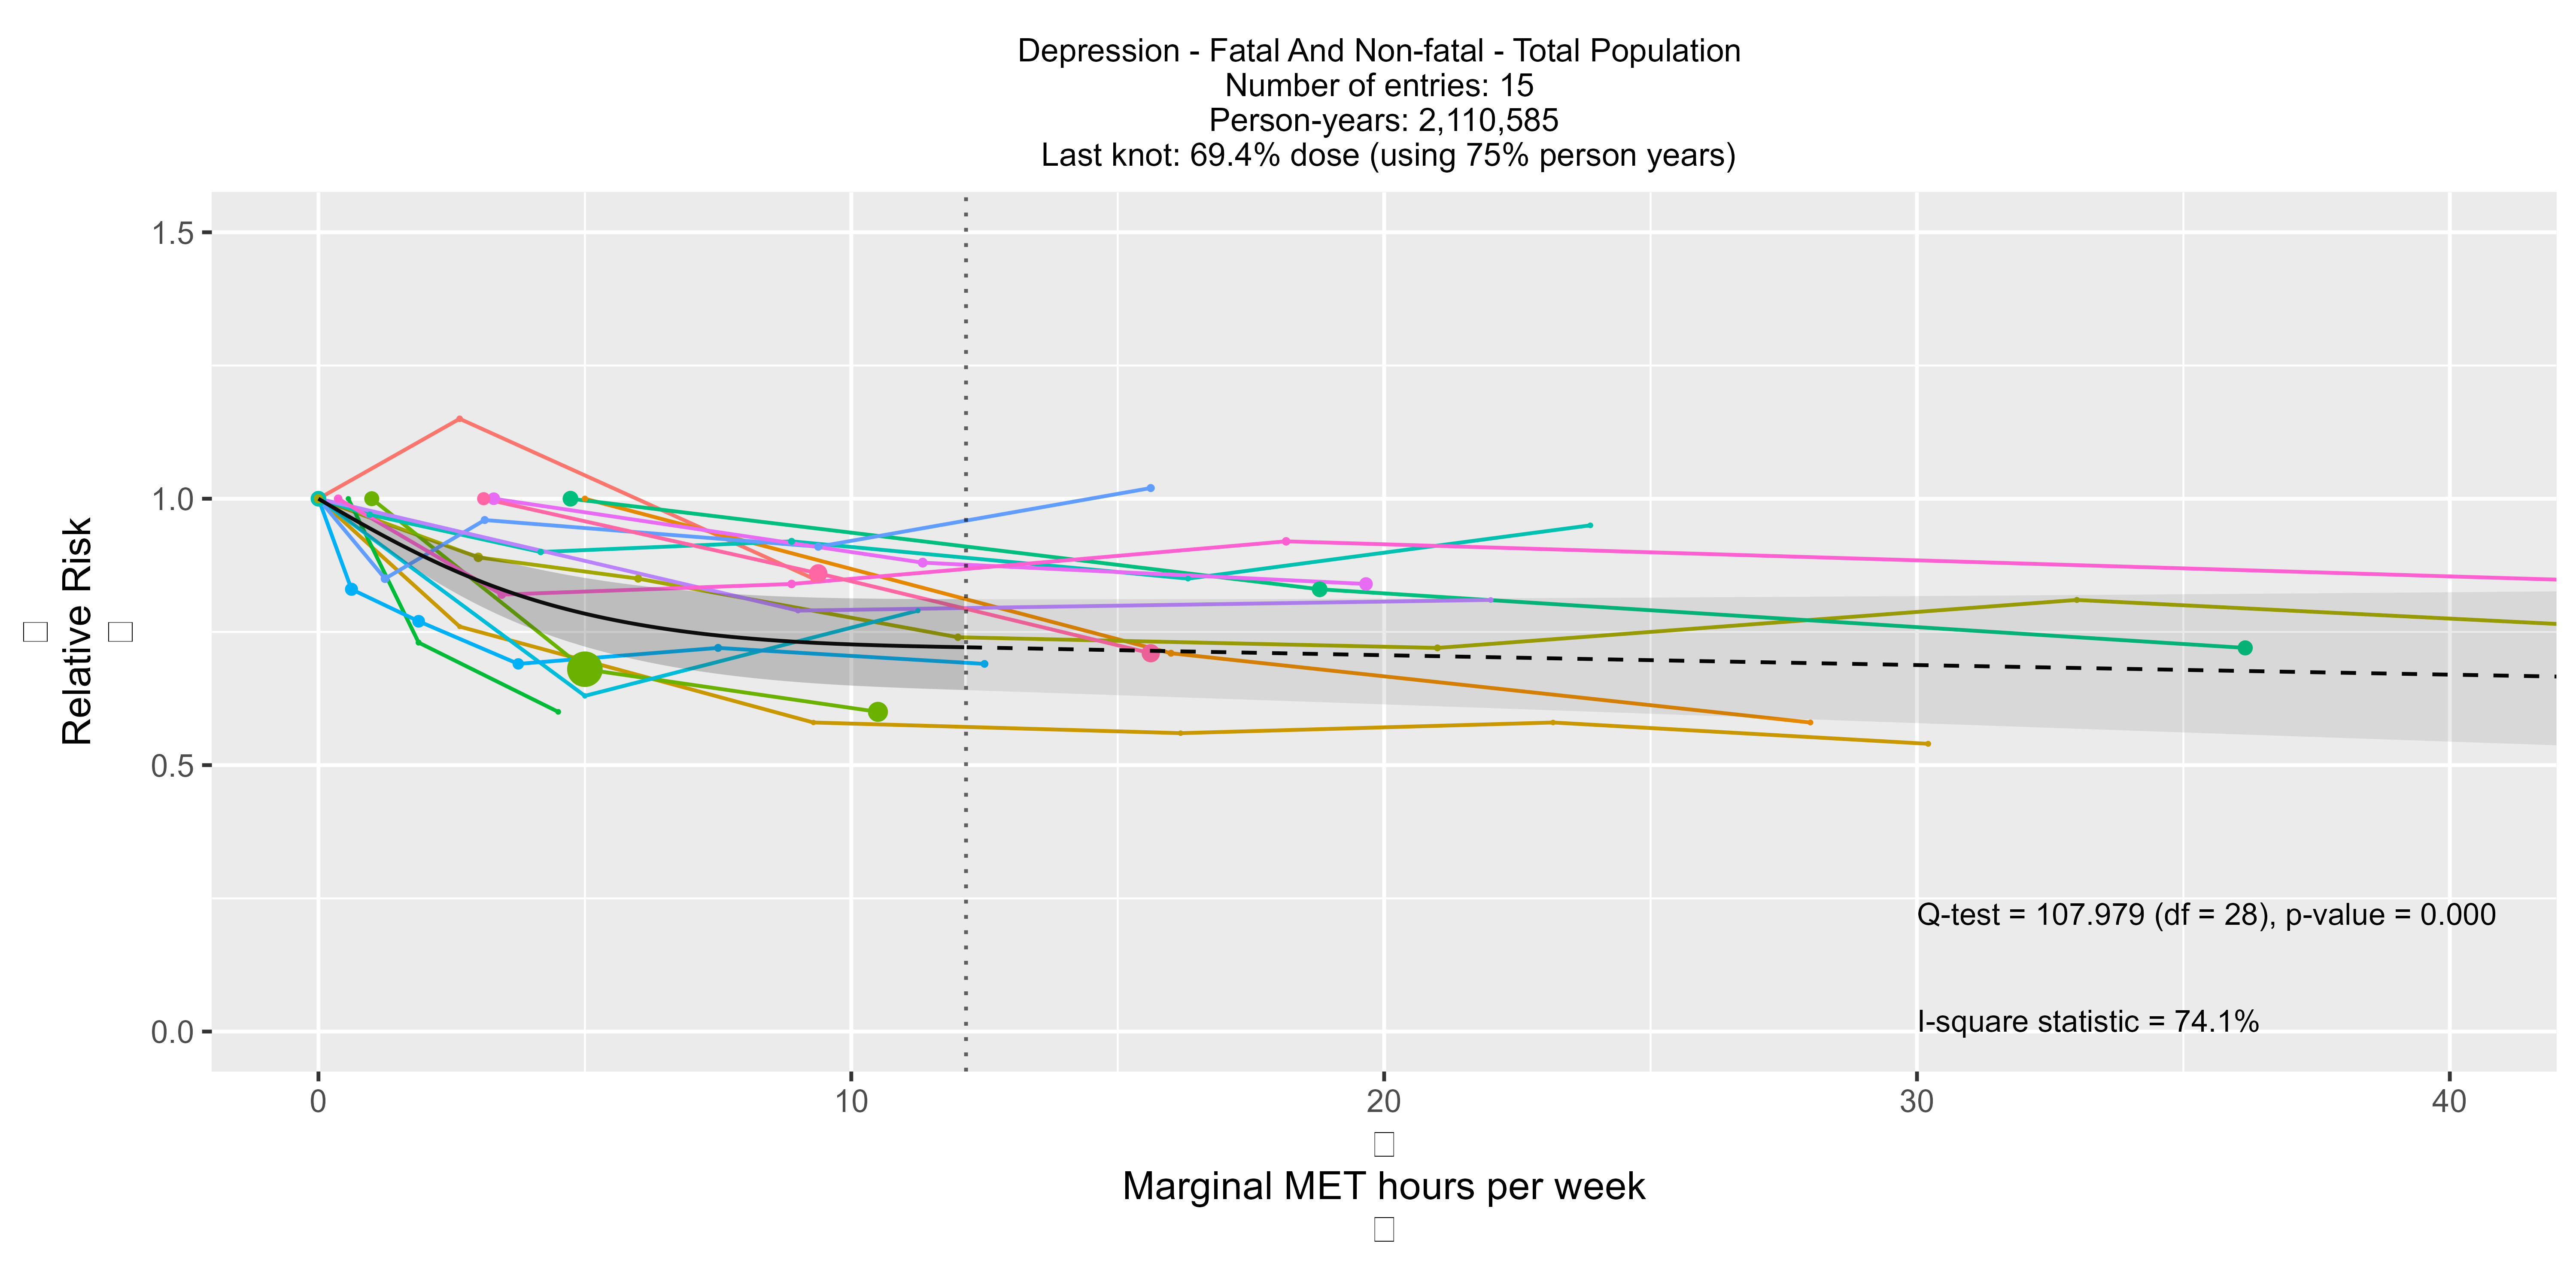 Depression - Fatal And Non-fatal - Total Population
Number of entries: 15
Person-years: 2,110,585
Last knot: 69.4% dose (using 75% person years)
Relative Risk
1.5
1.0
0.5
0.0
Q-test = 107.979 (df = 28), p-value = 0.000
I-square statistic = 74.1%
0 10 20 30 40
Marginal MET hours per week